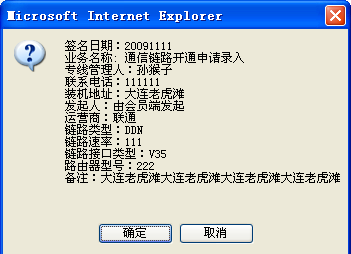 Microsoft Internet Explorer
签名日期：20091111
业务名称: 通信链路开通申请录入
专线管理人：孙猴子
联系电话：111111
装机地址：大连老虎滩
发起人：由会员端发起
运营商：联通
链路类型：DDN
链路速率：111
链路接口类型：V35
路由器型号：222
备注：大连老虎滩大连老虎滩大连老虎滩大连老虎滩
确定
取消